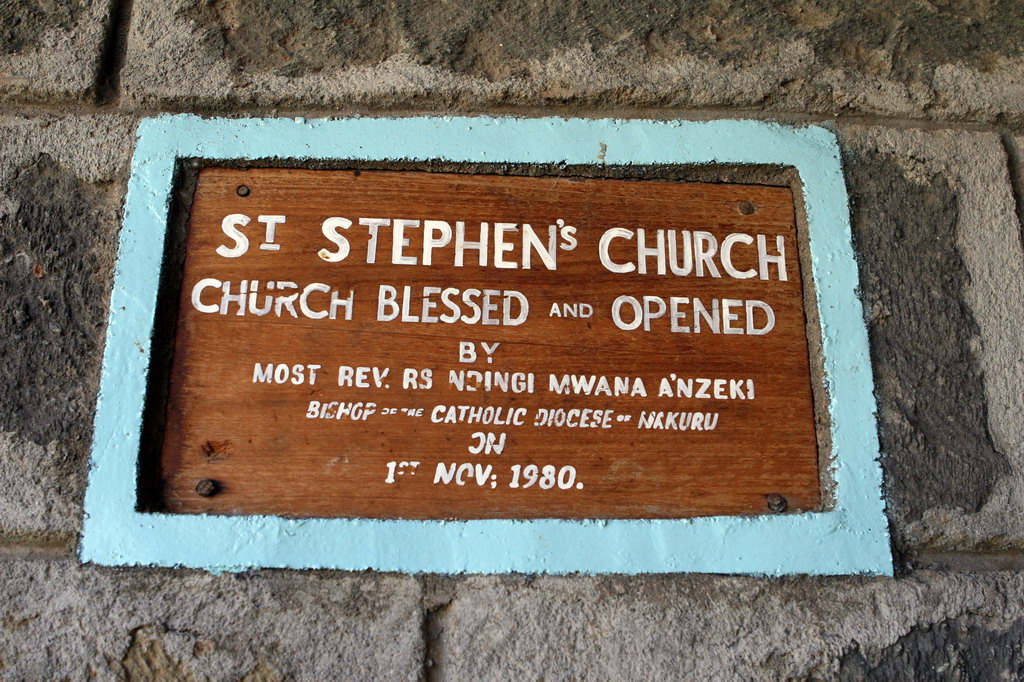 ST STEPHEN'S CHURCH
CHURCH BLESSED AND OPENED
BY
MOST REV. RS NDINGI MWANA A'NZEKI
BISHOP OF THE CATHOLIC DIOCESE OF NAKURU
ON
1ST NOV; 1980.